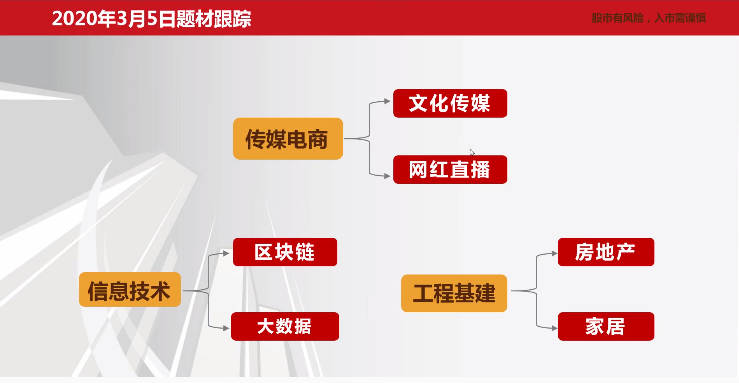 2020年3月5日题材跟踪
股市有风险，入市需谨慎
文化传媒
传媒电商
网红直播
区块链
信息技术
大数据
房地产
工程基建
家居